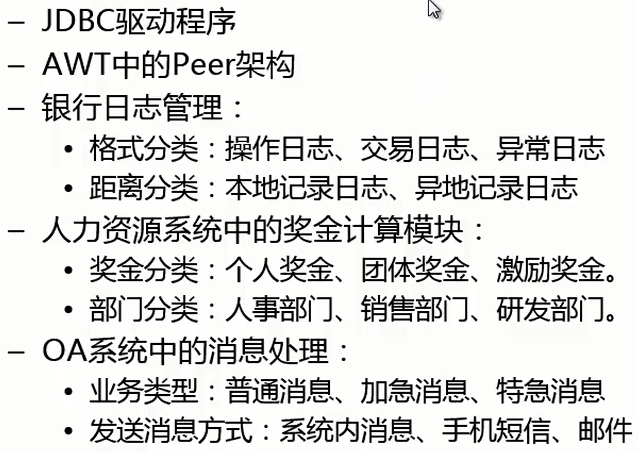 – JDBC驱动程序
– AWT中的Peer架构
– 银行日志管理：
• 格式分类：操作日志、交易日志、异常日志
• 距离分类：本地记录日志、异地记录日志
– 人力资源系统中的奖金计算模块：
• 奖金分类：个人奖金、团体奖金、激励奖金。
• 部门分类：人事部门、销售部门、研发部门。
– OA系统中的消息处理：
• 业务类型：普通消息、加急消息、特急消息
• 发送消息方式：系统内消息、手机短信、邮件